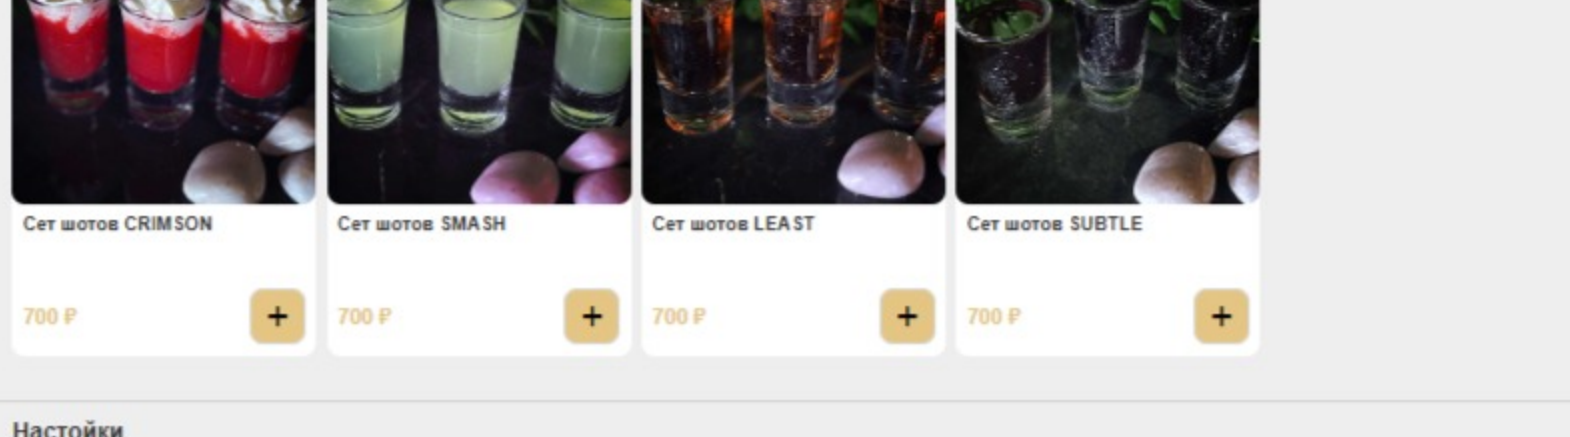 Сет шотов CRIMSON
700 ₽
+
Сет шотов SMASH
700 ₽
+
Сет шотов LEAST
700 ₽
+
Сет шотов SUBTLE
700 ₽
+
Настойки